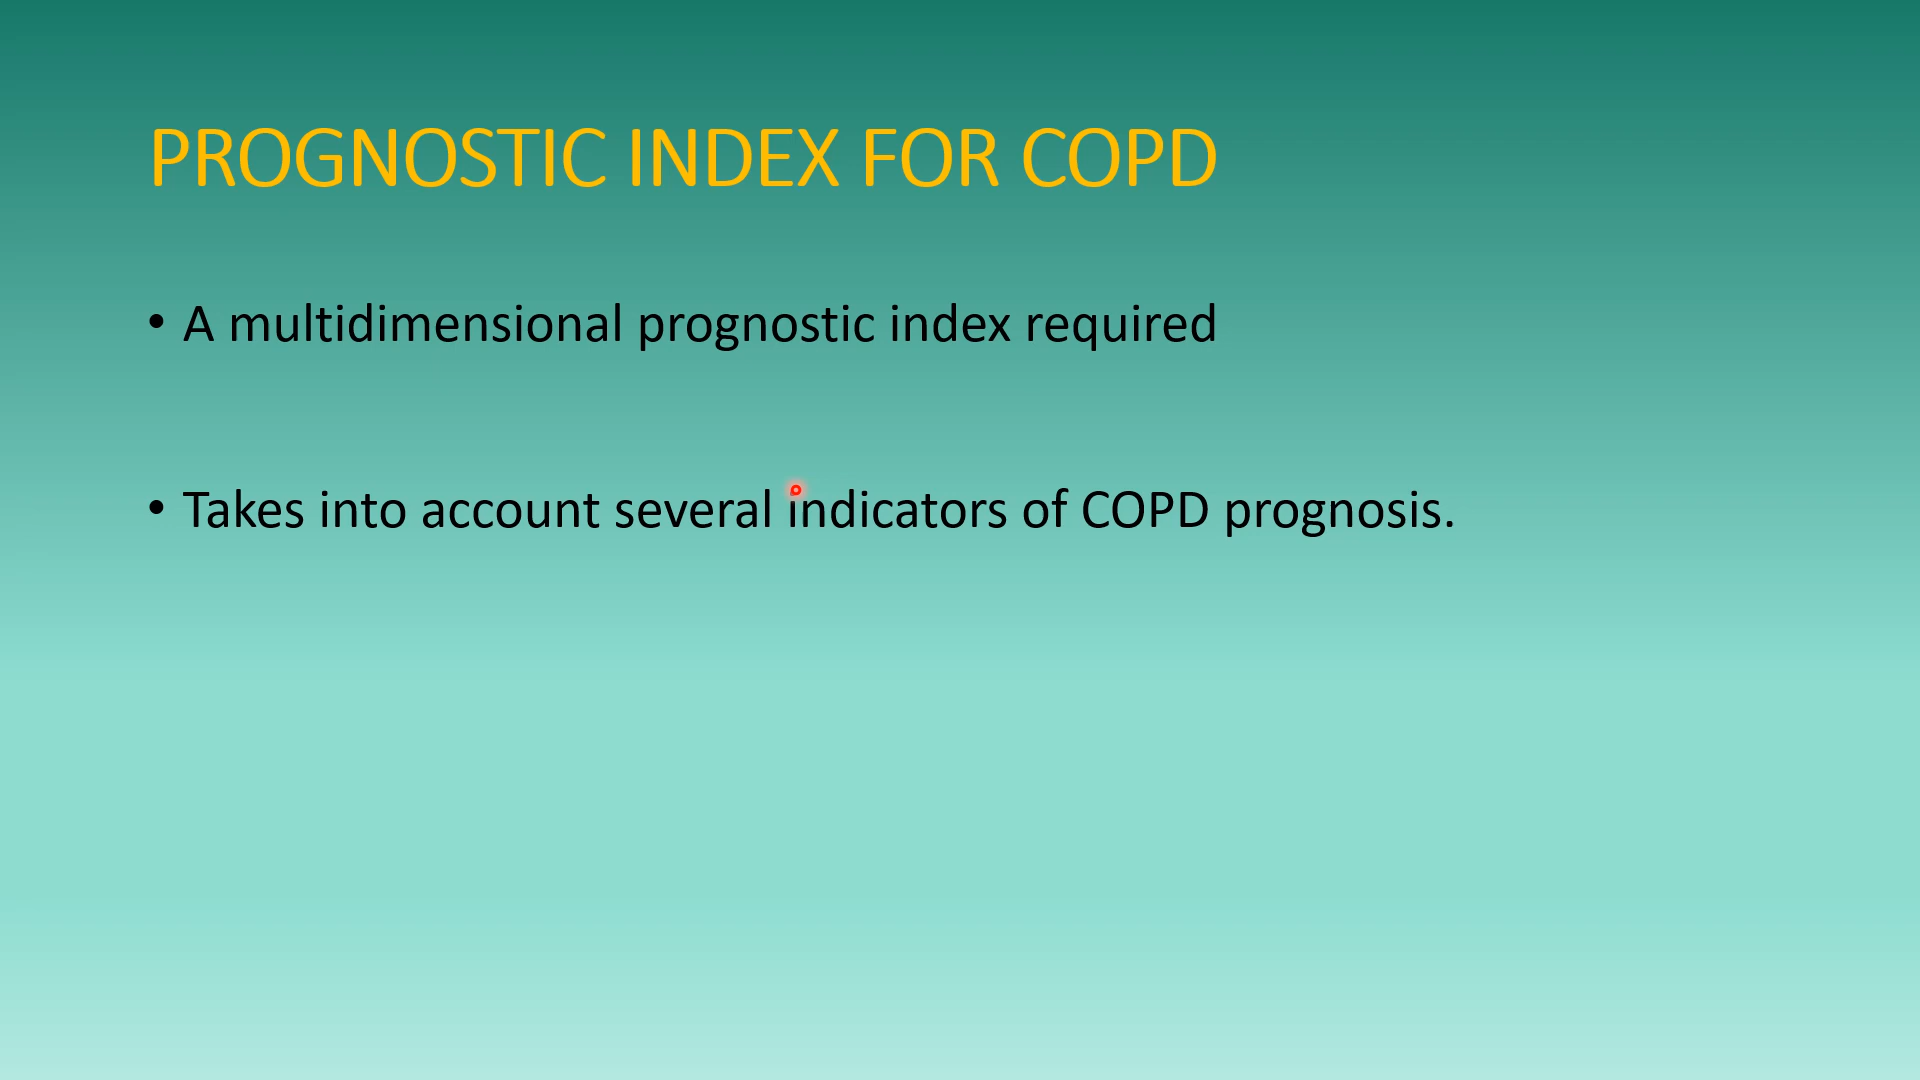 PROGNOSTIC INDEX FOR COPD
• A multidimensional prognostic index required
• Takes into account several indicators of COPD prognosis.